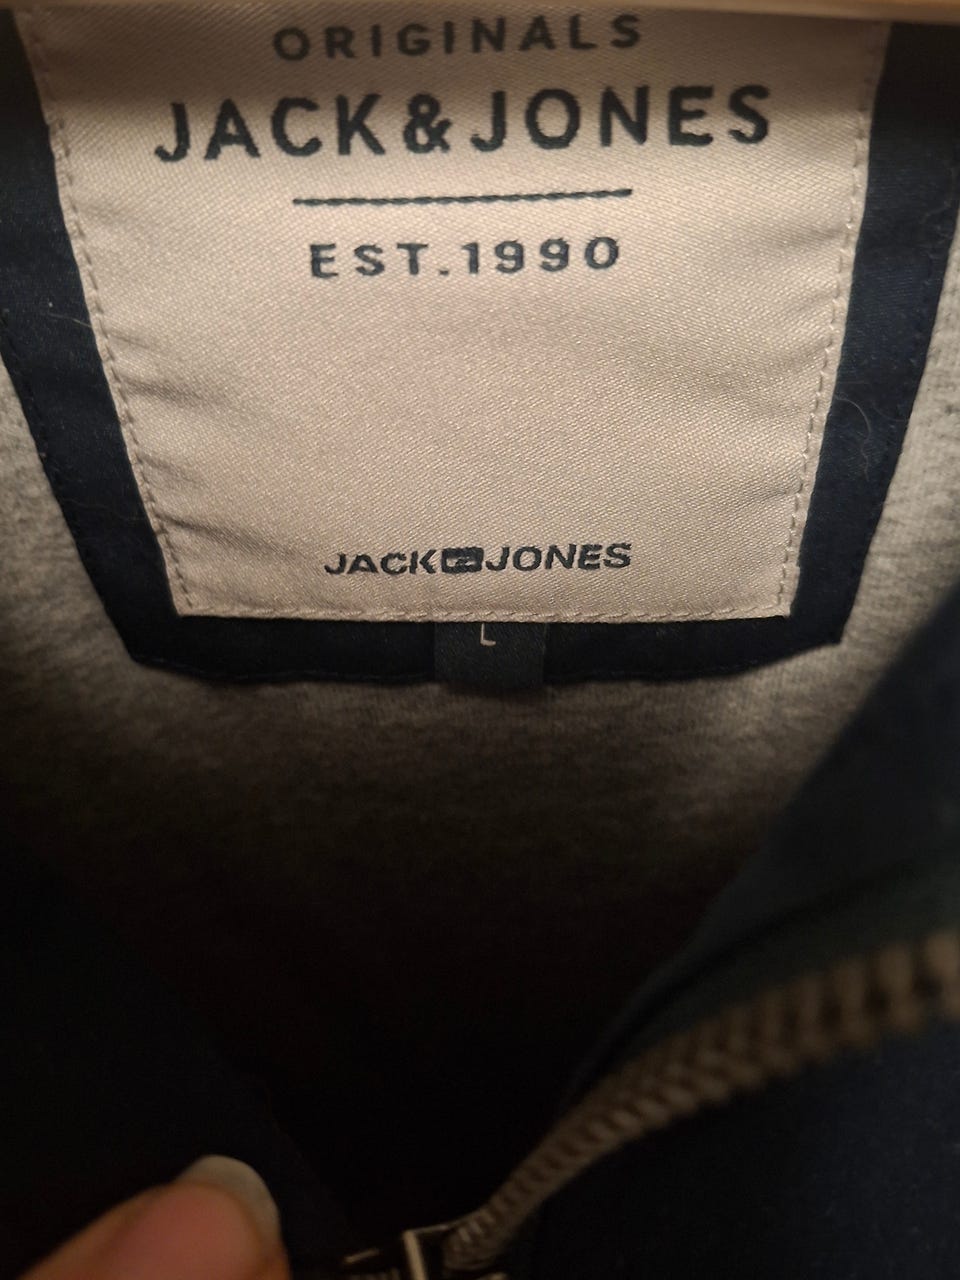 ORIGINALS
JACK&JONES
EST.1990
JACK JONES
L